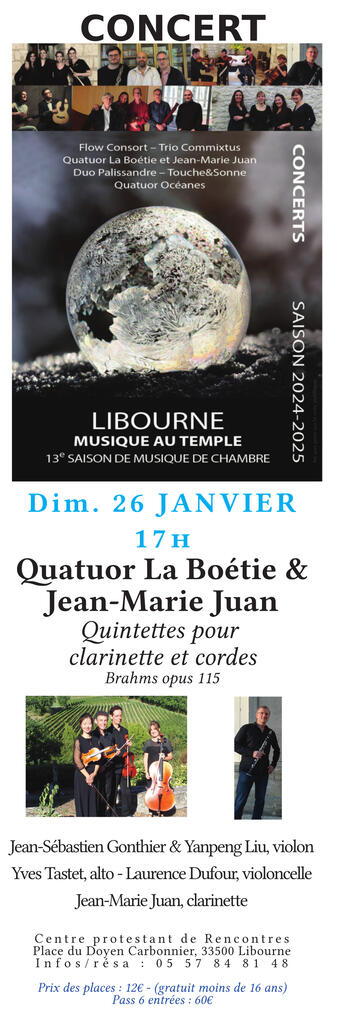 CONCERT
Flow Consort – Trio Commixtus
Quatuor La Boétie et Jean-Marie Juan
Duo Palissandre – Touche&Sonne
Quatuor Océanes
CONCERTS SAISON 2024-2025
LIBOURNE
MUSIQUE AU TEMPLE
13e SAISON DE MUSIQUE DE CHAMBRE
Dim. 26 JANVIER
17H
Quatuor La Boétie &
Jean-Marie Juan
Quintettes pour
clarinette et cordes
Brahms opus 115
Jean-Sébastien Gonthier & Yanpeng Liu, violon
Yves Tastet, alto - Laurence Dufour, violoncelle
Jean-Marie Juan, clarinette
Centre protestant de Rencontres
Place du Doyen Carbonnier, 33500 Libourne
Infos/résa : 05 57 84 81 48
Prix des places : 12€ - (gratuit moins de 16 ans)
Pass 6 entrées : 60€